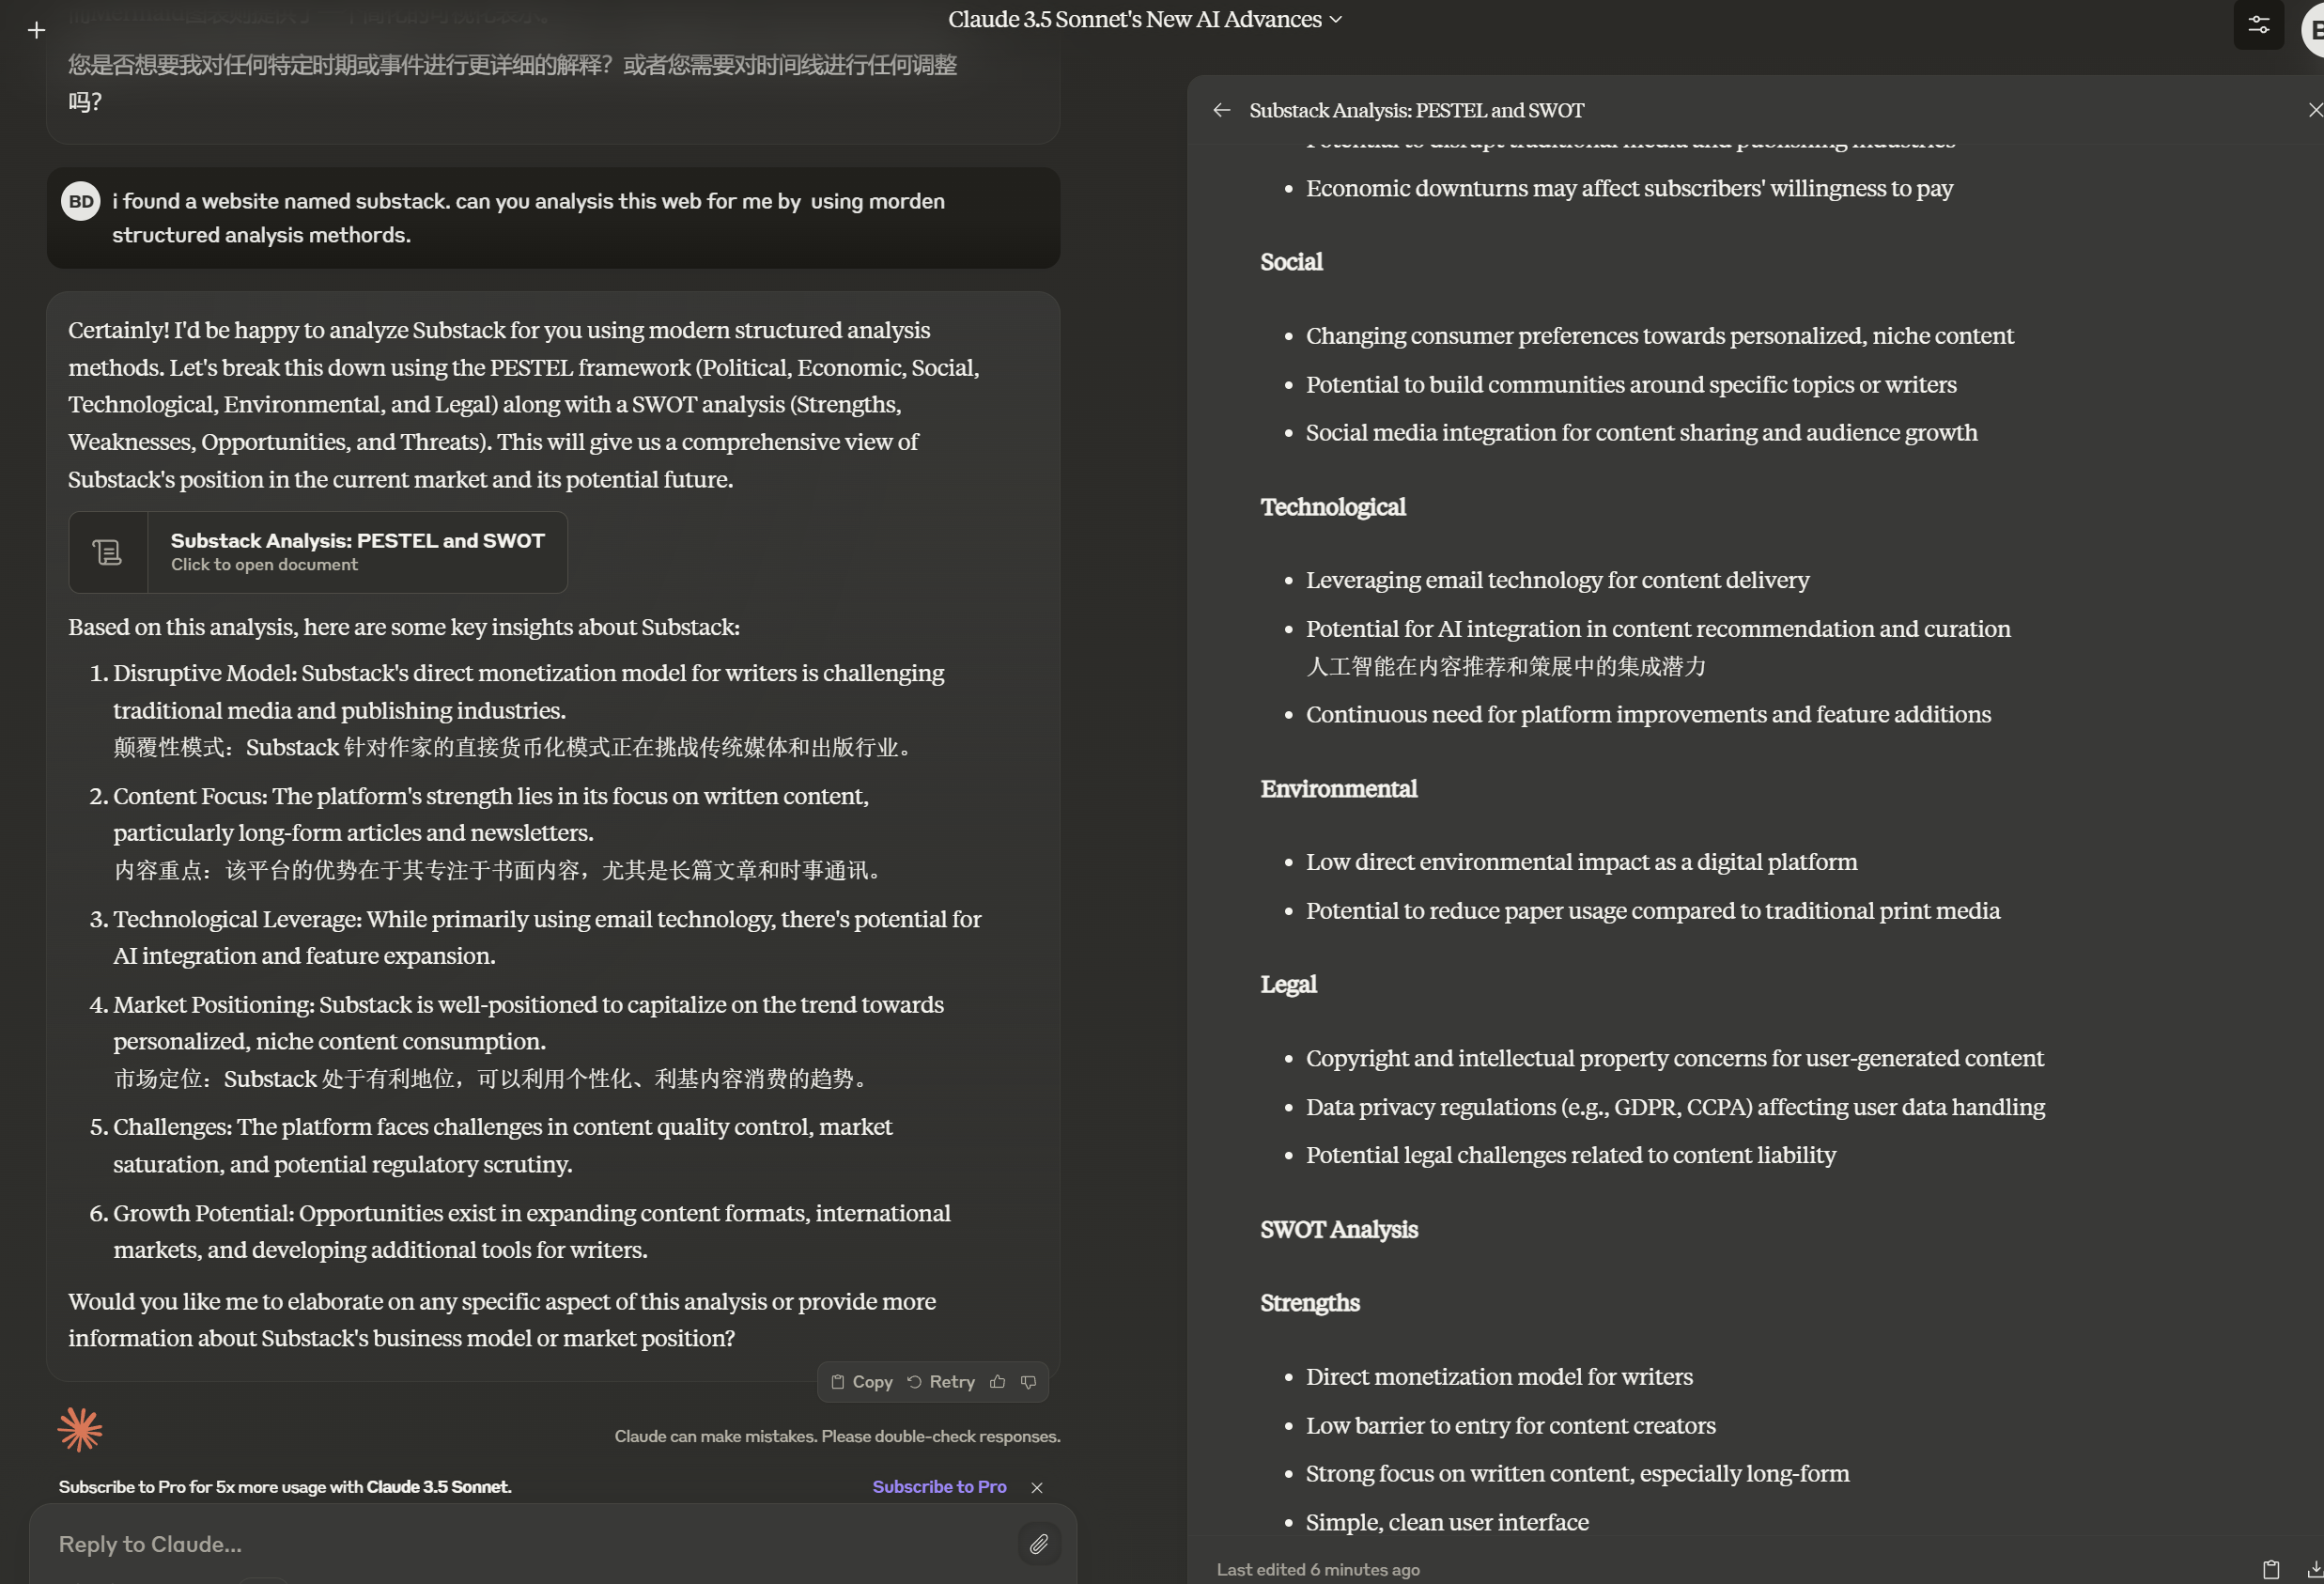 Claude 3.5 Sonnet's New AI Advances
您是否想要我对任何特定时期或事件进行更详细的解释？或者您需要对时间线进行任何调整
吗？
BD
i found a website named substack. can you analysis this web for me by  using morden
structured analysis methords.
Certainly! I'd be happy to analyze Substack for you using modern structured analysis
methods. Let's break this down using the PESTEL framework (Political, Economic, Social,
Technological, Environmental, and Legal) along with a SWOT analysis (Strengths,
Weaknesses, Opportunities, and Threats). This will give us a comprehensive view of
Substack's position in the current market and its potential future.
Substack Analysis: PESTEL and SWOT
Click to open document
Based on this analysis, here are some key insights about Substack:
1. Disruptive Model: Substack's direct monetization model for writers is challenging
traditional media and publishing industries.
颠覆性模式：Substack 针对作家的直接货币化模式正在挑战传统媒体和出版行业。
2. Content Focus: The platform's strength lies in its focus on written content,
particularly long-form articles and newsletters.
内容重点：该平台的优势在于其专注于书面内容，尤其是长篇文章和时事通讯。
3. Technological Leverage: While primarily using email technology, there's potential for
AI integration and feature expansion.
4. Market Positioning: Substack is well-positioned to capitalize on the trend towards
personalized, niche content consumption.
市场定位：Substack 处于有利地位，可以利用个性化、利基内容消费的趋势。
5. Challenges: The platform faces challenges in content quality control, market
saturation, and potential regulatory scrutiny.
6. Growth Potential: Opportunities exist in expanding content formats, international
markets, and developing additional tools for writers.
Would you like me to elaborate on any specific aspect of this analysis or provide more
information about Substack's business model or market position?
Copy
Retry
Claude can make mistakes. Please double-check responses.
Subscribe to Pro for 5x more usage with Claude 3.5 Sonnet.
Subscribe to Pro
Reply to Claude...
Substack Analysis: PESTEL and SWOT
Potential to disrupt traditional media and publishing industries
• Economic downturns may affect subscribers' willingness to pay
Social
• Changing consumer preferences towards personalized, niche content
• Potential to build communities around specific topics or writers
• Social media integration for content sharing and audience growth
Technological
• Leveraging email technology for content delivery
• Potential for AI integration in content recommendation and curation
人工智能在内容推荐和策展中的集成潜力
• Continuous need for platform improvements and feature additions
Environmental
• Low direct environmental impact as a digital platform
• Potential to reduce paper usage compared to traditional print media
Legal
• Copyright and intellectual property concerns for user-generated content
• Data privacy regulations (e.g., GDPR, CCPA) affecting user data handling
• Potential legal challenges related to content liability
SWOT Analysis
Strengths
• Direct monetization model for writers
• Low barrier to entry for content creators
• Strong focus on written content, especially long-form
• Simple, clean user interface
Last edited 6 minutes ago